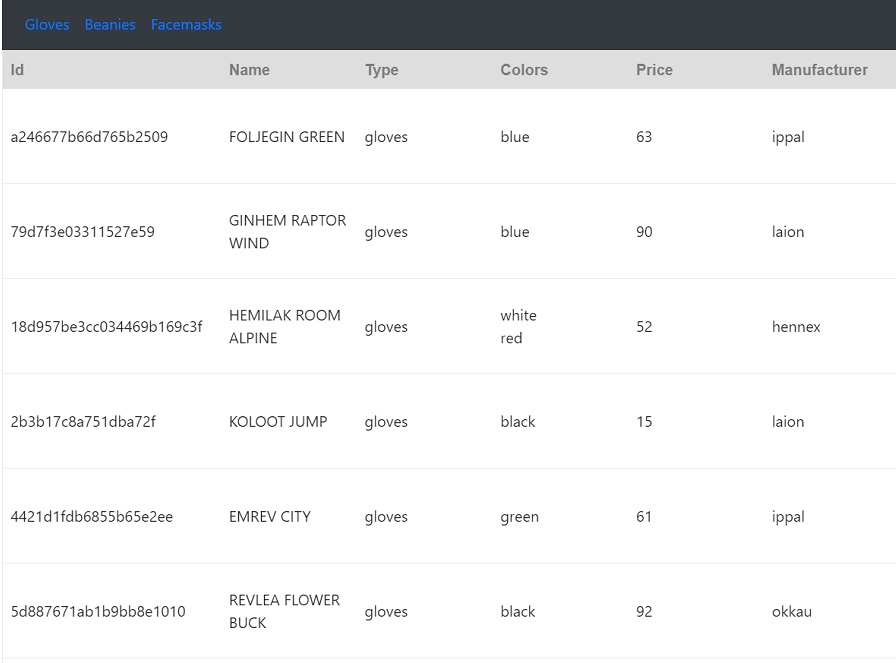 Gloves Beanies Facemasks
Id Name Type Colors Price Manufacturer
a246677b66d765b2509 FOLJEGIN GREEN gloves blue 63 ippal
GINHEM RAPTOR
79d7f3e03311527e59 gloves blue 90 laion
WIND
HEMILAK ROOM white
18d957be3cc034469b169c3f gloves 52 hennex
ALPINE red
2b3b17c8a751dba72f KOLOOT JUMP gloves black 15 laion
4421d1fdb6855b65e2ee EMREV CITY gloves green 61 ippal
REVLEA FLOWER
5d887671ab1b9bb8e1010 gloves black 92 okkau
BUCK